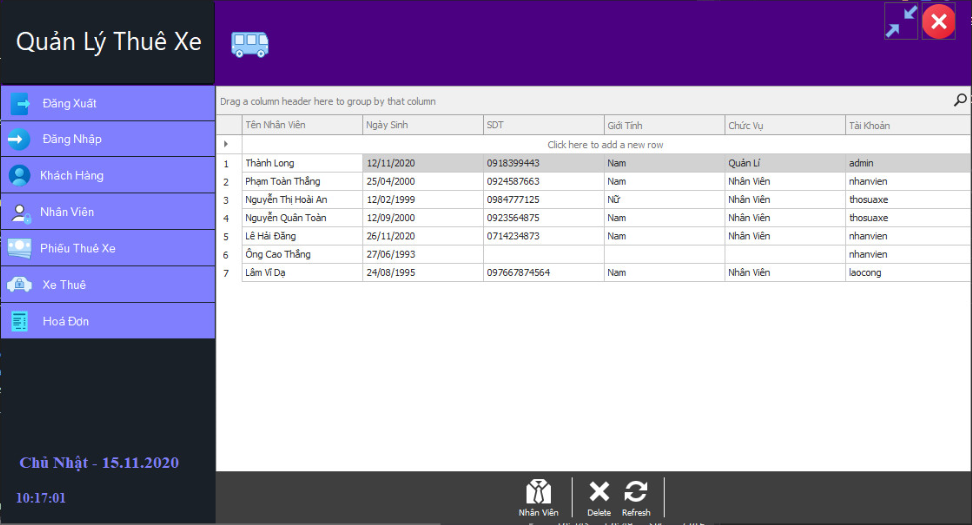 Quản Lý Thuê Xe
Đăng Xuất
Đăng Nhập
Khách Hàng
Nhân Viên
Phiếu Thuê Xe
Xe Thuê
Hoá Đơn
Chủ Nhật - 15.11.2020
10:17:01
Drag a column header here to group by that column
Tên Nhân Viên Ngày Sinh SDT Giới Tính Chức Vụ Tài Khoản
Click here to add a new row
1 Thành Long 12/11/2020 0918399443 Nam Quản Lí admin
2 Phạm Toàn Thắng 25/04/2000 0924587663 Nam Nhân Viên nhanvien
3 Nguyễn Thị Hoài An 12/02/1999 0984777125 Nữ Nhân Viên thosuaxe
4 Nguyễn Quân Toàn 12/09/2000 0923564875 Nam Nhân Viên thosuaxe
5 Lê Hải Đăng 26/11/2020 0714234873 Nam Nhân Viên nhanvien
6 Ông Cao Thắng 27/06/1993 nhanvien
7 Lâm Vĩ Dạ 24/08/1995 097667874564 Nam Nhân Viên laocong
Nhân Viên Delete Refresh